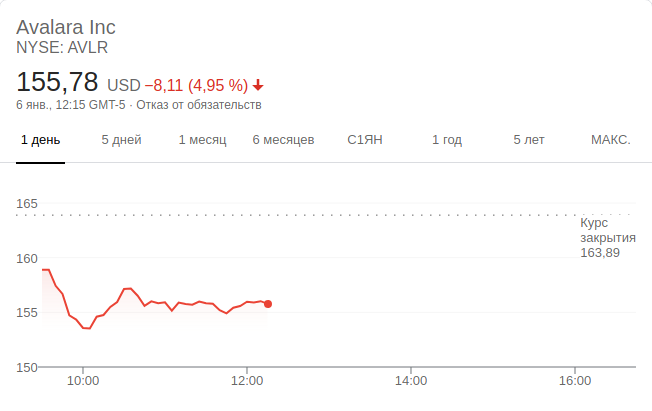 Avalara Inc
NYSE: AVLR
155,78 USD −8,11 (4,95 %)
6 янв., 12:15 GMT-5 · Отказ от обязательств
1 день 5 дней 1 месяц 6 месяцев С1ЯН 1 год 5 лет МАКС.
165
Курс
закрытия
163,89
160
155
150
10:00 12:00 14:00 16:00